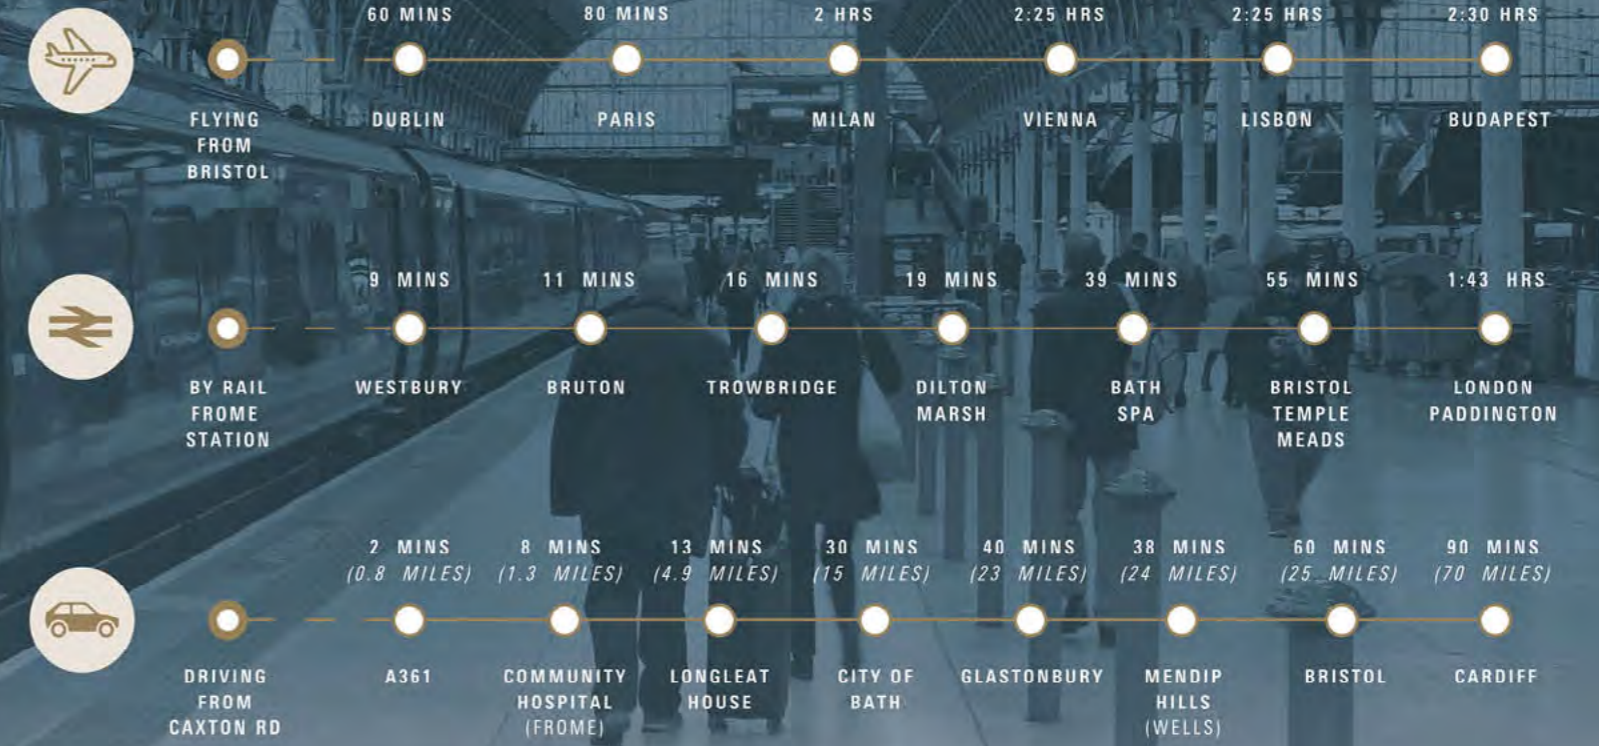 60 MINS 80 MINS 2 HRS 2:25 HRS 2:25 HRS 2:30 HRS
FLYING DUBLIN PARIS MILAN VIENNA LISBON BUDAPEST
FROM
BRISTOL
9 MINS 11 MINS 16 MINS 19 MINS 39 MINS 55 MINS 1:43 HRS
BY RAIL WESTBURY BRUTON TROWBRIDGE DILTON BATH BRISTOL LONDON
FROME MARSH SPA TEMPLE PADDINGTON
STATION MEADS
2 MINS 8 MINS 13 MINS 30 MINS 40 MINS 38 MINS 60 MINS 90 MINS
(0.8 MILES) (1.3 MILES) (4.9 MILES) (15 MILES) (23 MILES) (24 MILES) (25 MILES) (70 MILES)
DRIVING A361 COMMUNITY LONGLEAT CITY OF GLASTONBURY MENDIP BRISTOL CARDIFF
FROM HOSPITAL HOUSE BATH HILLS
CAXTON RD (FROME) (WELLS)